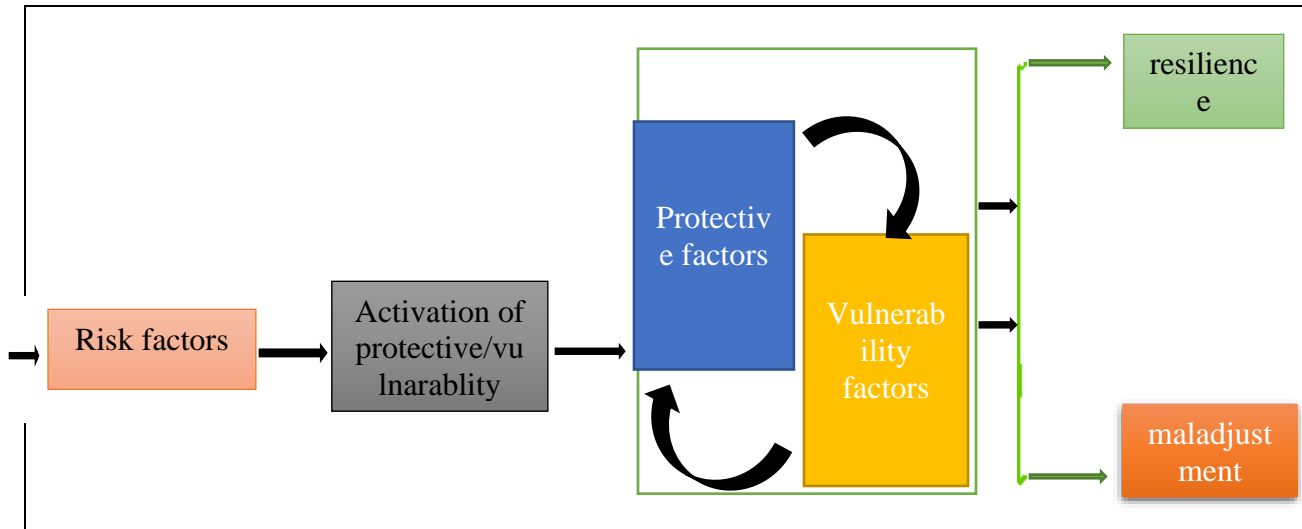 Risk factors
Activation of
protective/vu
lnarablity
Protectiv
e factors
Vulnerab
ility
factors
resilienc
e
maladjust
ment